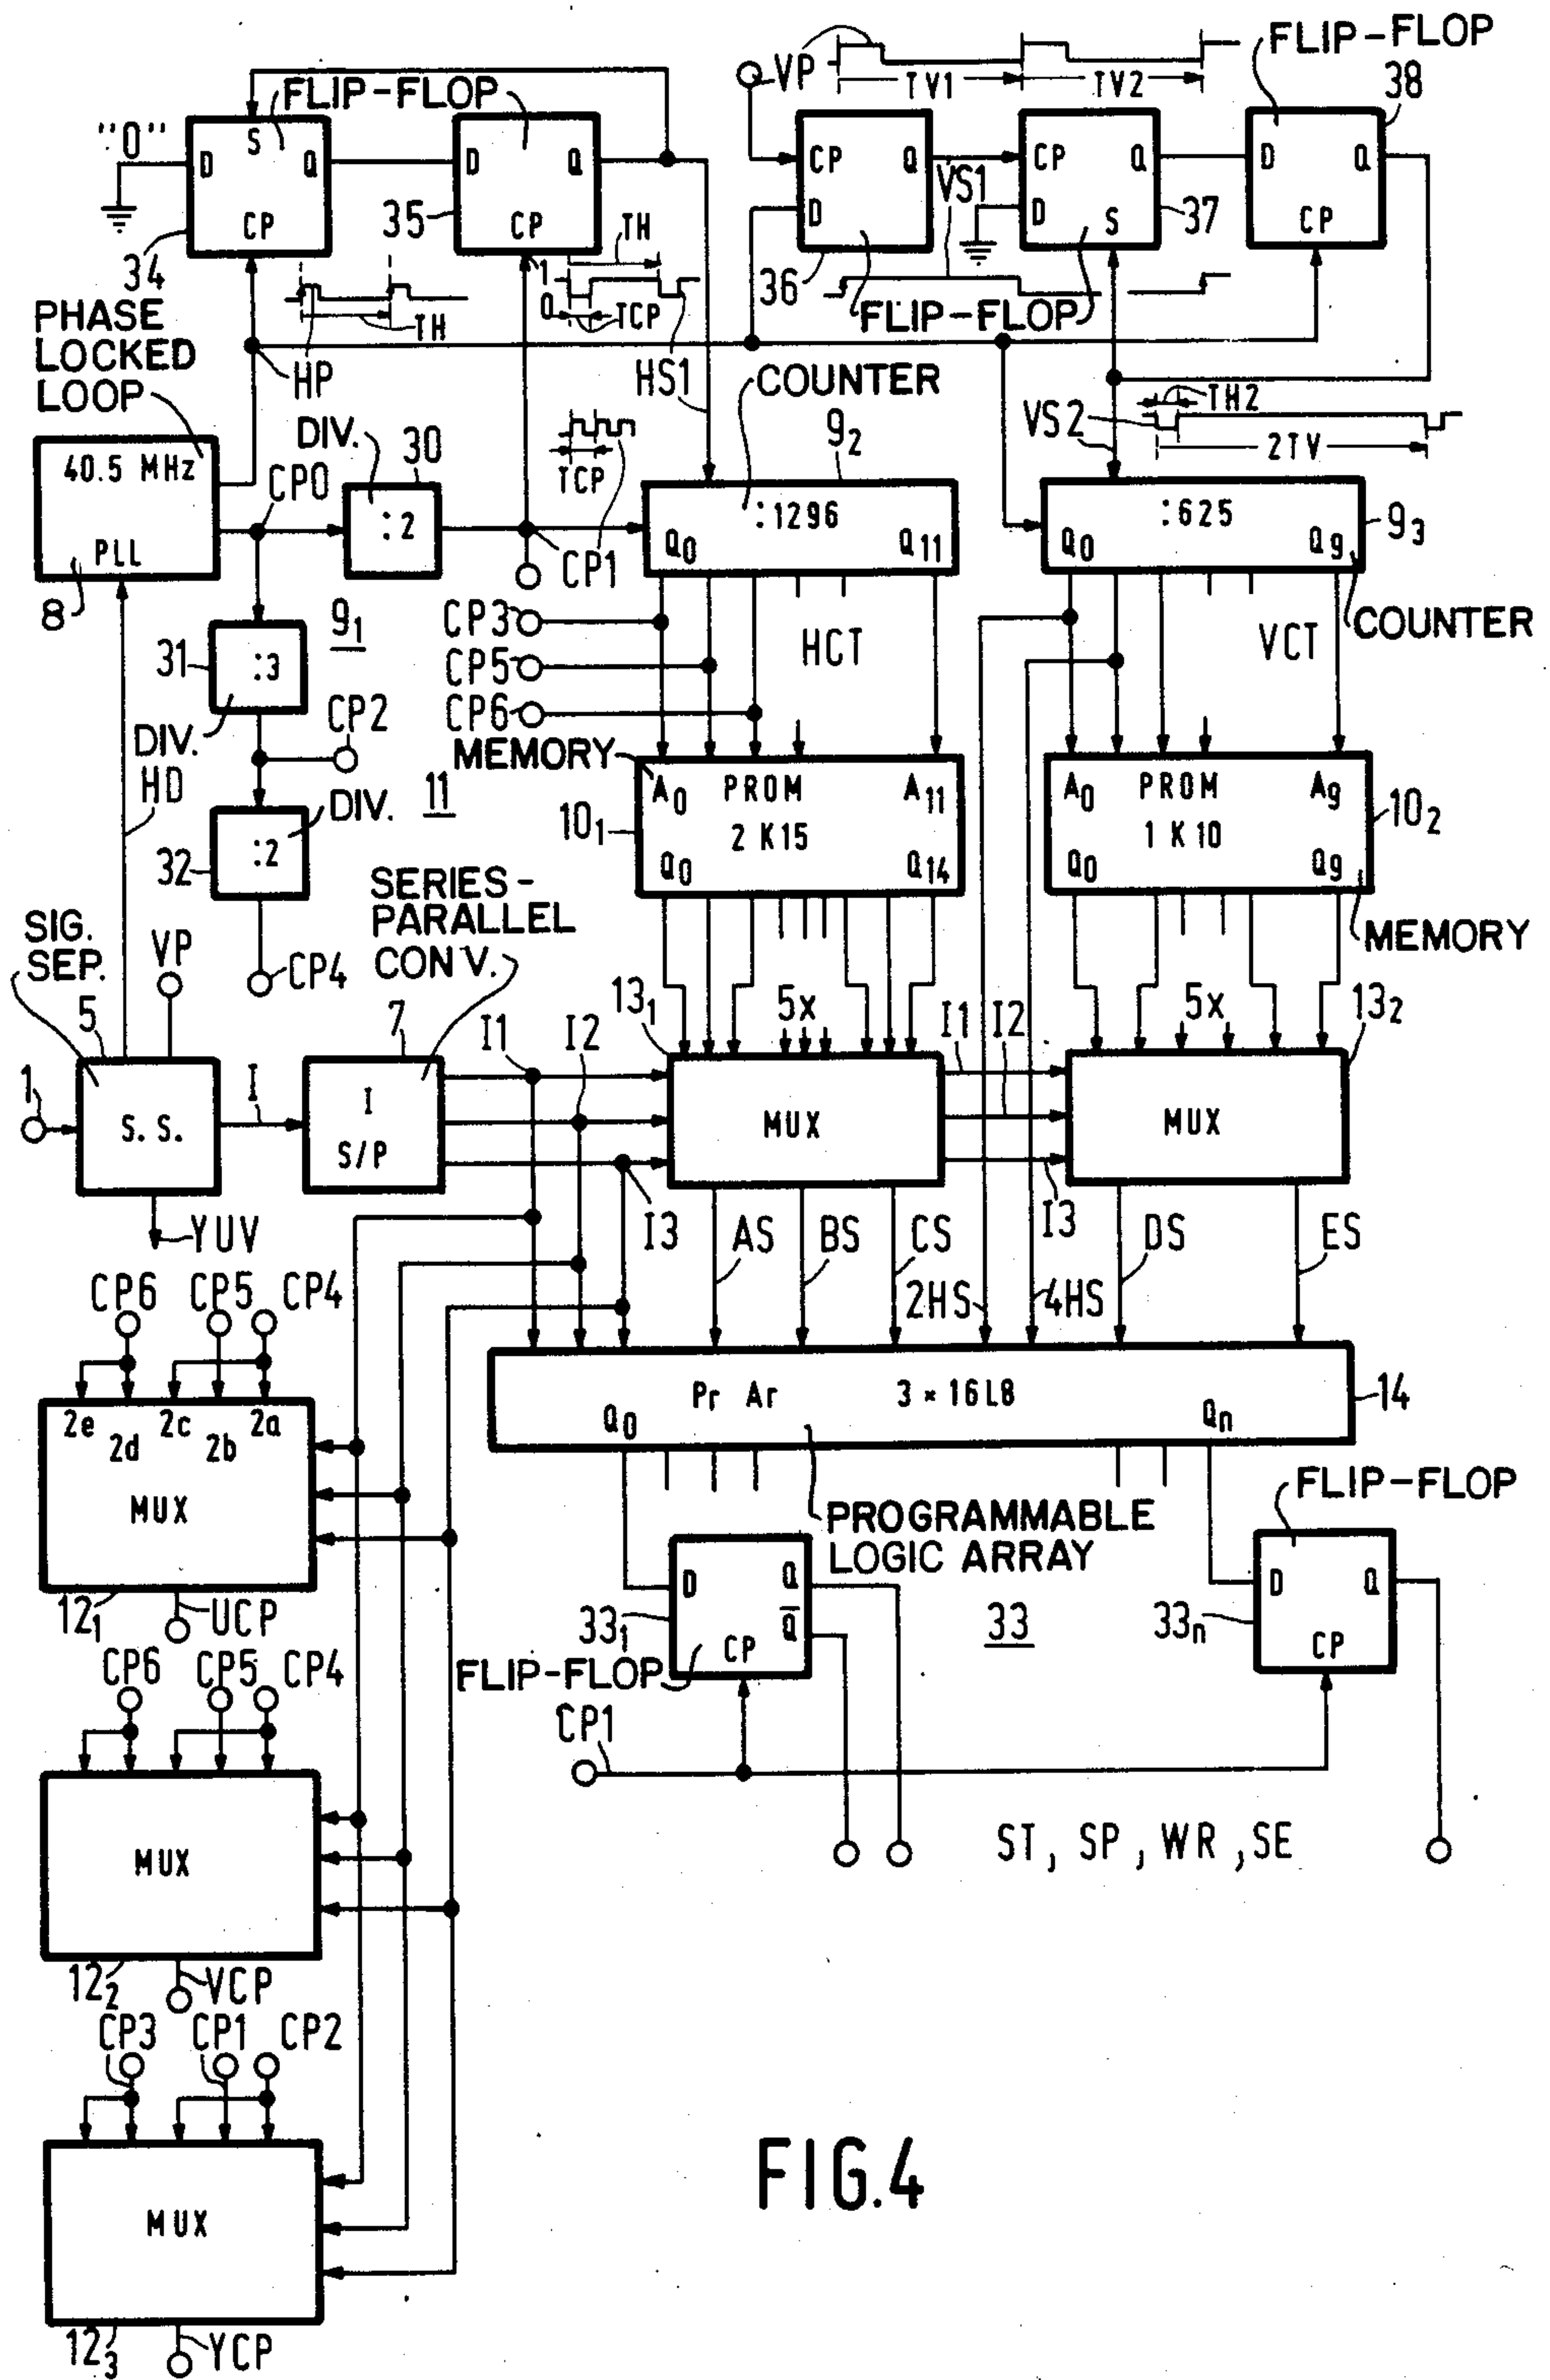 FLIP-FLOP
38
VP
TV1
TV2
FLIP-FLOP
"0"
D
S
Q
CP
34
D
Q
CP
35
CP
Q
D
36
VS1
CP
Q
D
S
37
D
Q
CP
FLIP-FLOP
TH
1
0
TCP
HS1
TH
HP
PHASE
LOCKED
LOOP
40.5 MHz
PLL
8
CP0
DIV.
30
:2
TCP
CP1
COUNTER
9₂
:1296
Q0
Q11
VS2
TH2
2TV
:625
Q0
Q9
9₃
COUNTER
9₁
31
:3
DIV.
CP2
HD
CP3
CP5
CP6
HCT
VCT
MEMORY
11
32
:2
DIV.
CP4
10₁
A0
PROM
A11
2 K15
Q0
Q14
A0
PROM
A9
1 K10
Q0
Q9
10₂
MEMORY
SIG.
SEP.
VP
5
1
S. S.
I
YUV
SERIES-
PARALLEL
CONV.
7
I
S/P
I1
I2
I3
13₁
5x
MUX
I1
I2
I3
5x
13₂
MUX
AS
BS
CS
2HS
4HS
DS
ES
CP6
CP5
CP4
2e
2d
2c
2b
2a
MUX
12₁
UCP
Q0
Pr Ar
3 × 16L8
Qn
14
PROGRAMMABLE
LOGIC ARRAY
FLIP-FLOP
D
Q
Q̅
CP
33₁
FLIP-FLOP
33
33n
D
Q
CP
CP1
ST, SP, WR, SE
CP6
CP5
CP4
MUX
12₂
VCP
CP3
CP1
CP2
MUX
12₃
YCP
FIG.4